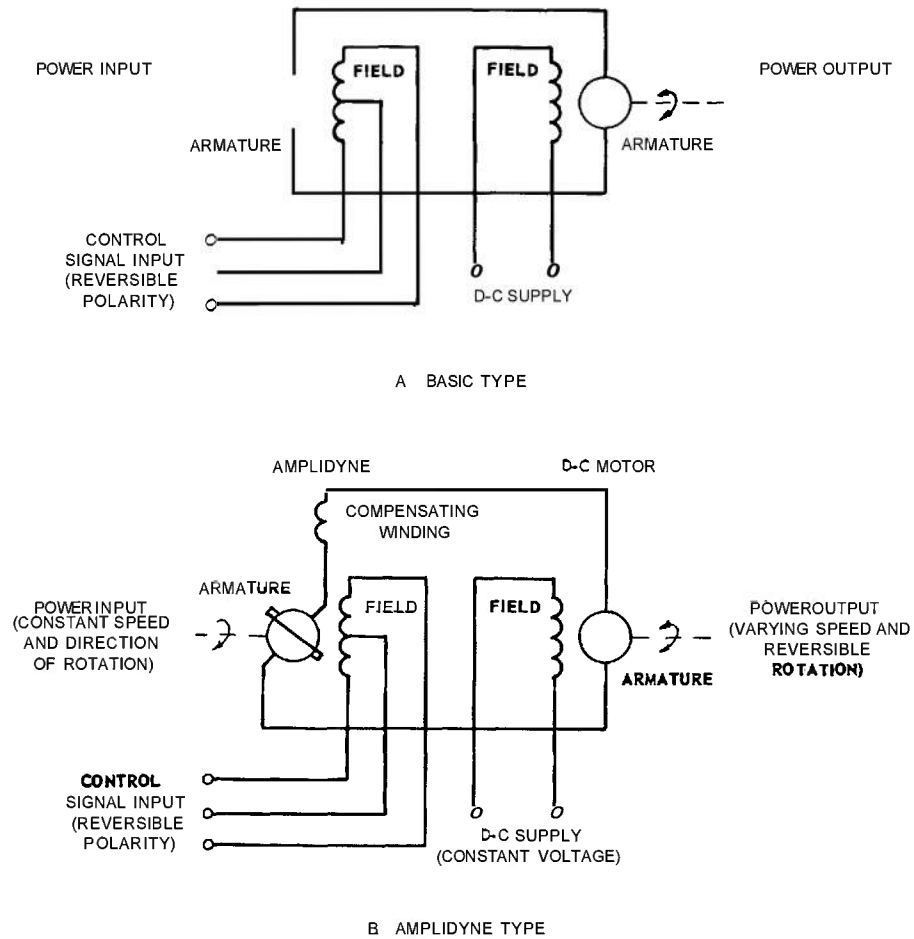 POWER INPUT
FIELD
FIELD
POWER OUTPUT
ARMATURE
ARMATURE
CONTROL
SIGNAL INPUT
(REVERSIBLE
POLARITY)
D-C SUPPLY
A BASIC TYPE
AMPLIDYNE
D-C MOTOR
COMPENSATING
WINDING
ARMATURE
POWER INPUT
(CONSTANT SPEED
AND DIRECTION
OF ROTATION)
FIELD
FIELD
POWER OUTPUT
(VARYING SPEED AND
REVERSIBLE
ROTATION)
ARMATURE
CONTROL
SIGNAL INPUT
(REVERSIBLE
POLARITY)
D-C SUPPLY
(CONSTANT VOLTAGE)
B AMPLIDYNE TYPE